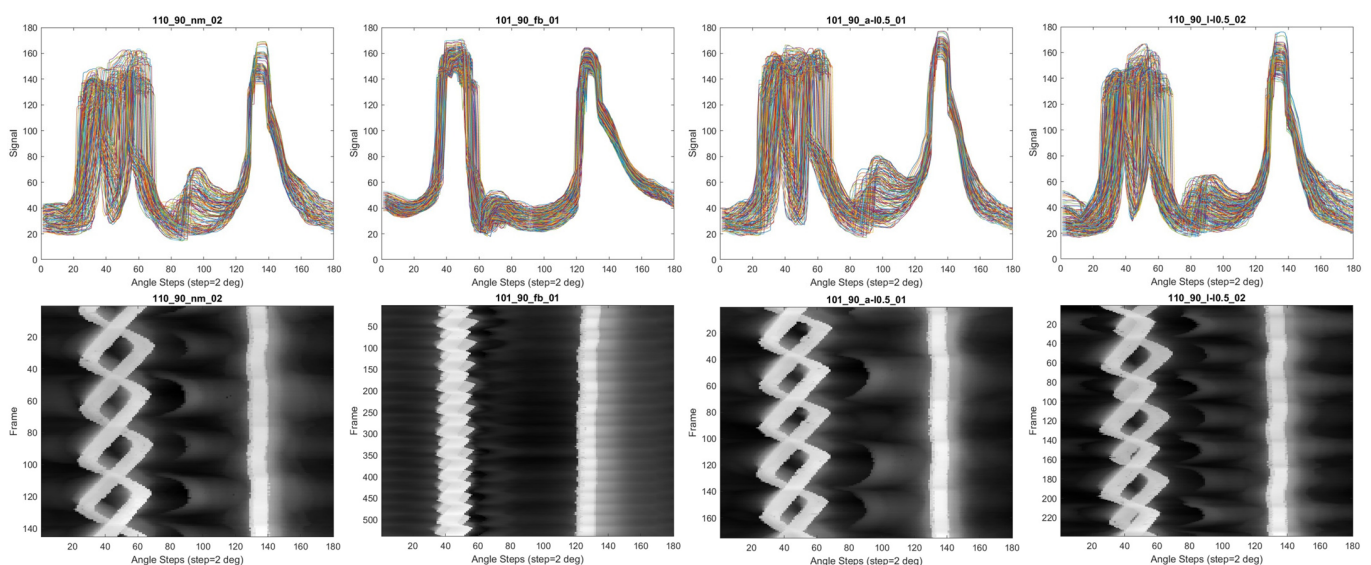 110_90_nm_02
101_90_fb_01
101_90_a-l0.5_01
110_90_l-l0.5_02
180
160
140
120
100
80
60
40
20
0
Signal
0 20 40 60 80 100 120 140 160 180
Angle Steps (step=2 deg)
180
160
140
120
100
80
60
40
20
0
Signal
0 20 40 60 80 100 120 140 160 180
Angle Steps (step=2 deg)
180
160
140
120
100
80
60
40
20
0
Signal
0 20 40 60 80 100 120 140 160 180
Angle Steps (step=2 deg)
180
160
140
120
100
80
60
40
20
0
Signal
0 20 40 60 80 100 120 140 160 180
Angle Steps (step=2 deg)
110_90_nm_02
101_90_fb_01
101_90_a-l0.5_01
110_90_l-l0.5_02
20
40
60
80
100
120
140
Frame
20 40 60 80 100 120 140 160 180
Angle Steps (step=2 deg)
50
100
150
200
250
300
350
400
450
500
Frame
20 40 60 80 100 120 140 160 180
Angle Steps (step=2 deg)
20
40
60
80
100
120
140
160
Frame
20 40 60 80 100 120 140 160 180
Angle Steps (step=2 deg)
20
40
60
80
100
120
140
160
180
200
220
Frame
20 40 60 80 100 120 140 160 180
Angle Steps (step=2 deg)